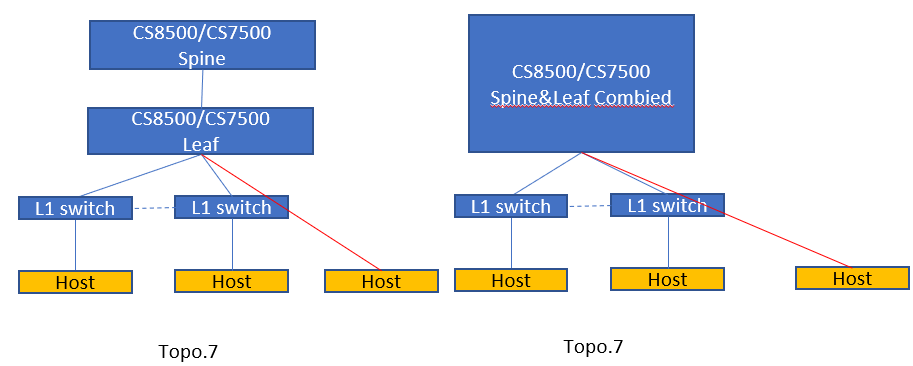 CS8500/CS7500
Spine
CS8500/CS7500
Leaf
L1 switch
L1 switch
Host
Host
Host
Topo.7
CS8500/CS7500
Spine&Leaf Combied
L1 switch
L1 switch
Host
Host
Host
Topo.7